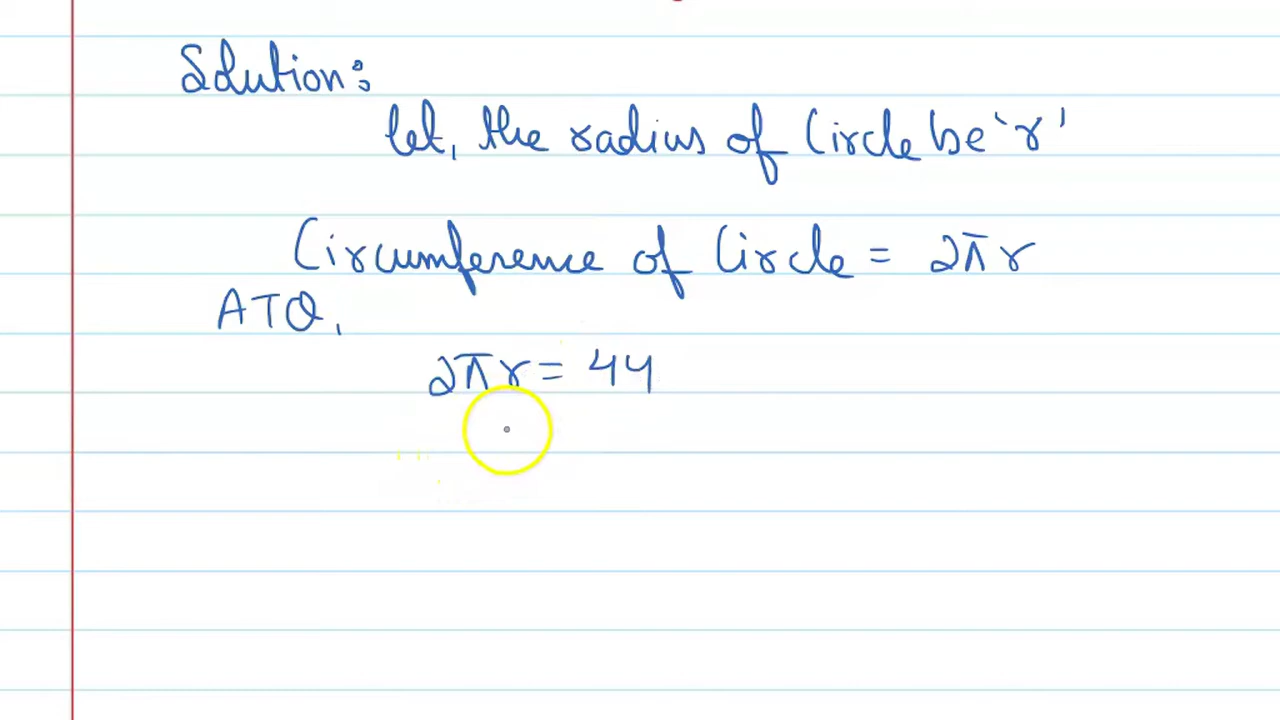 Solution:
let, the radius of Circle be 'r'
Circumference of Circle = 2πr
ATQ,
2πr = 44